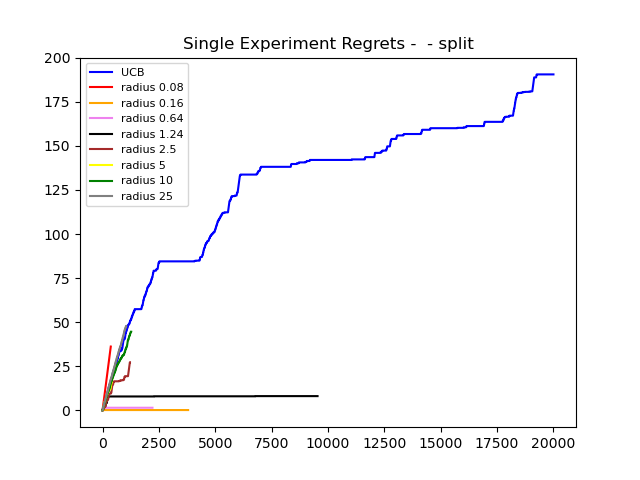 Single Experiment Regrets -  - split
200
175
150
125
100
75
50
25
0
UCB
radius 0.08
radius 0.16
radius 0.64
radius 1.24
radius 2.5
radius 5
radius 10
radius 25
0 2500 5000 7500 10000 12500 15000 17500 20000